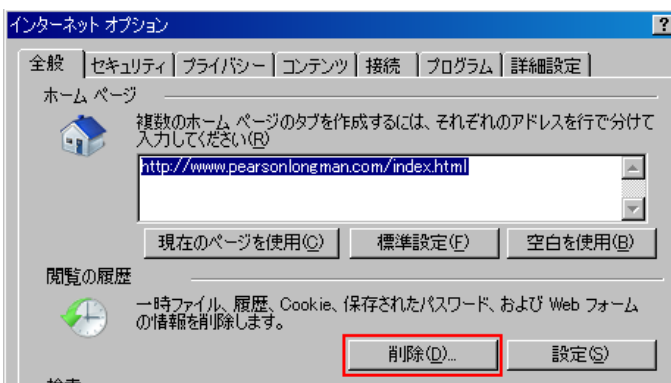 インターネット オプション ?
全般 セキュリティ プライバシー コンテンツ 接続 プログラム 詳細設定
ホーム ページ
複数のホーム ページのタブを作成するには、それぞれのアドレスを行で分けて
入力してください(R)
http://www.pearsonlongman.com/index.html
現在のページを使用(C) 標準設定(F) 空白を使用(B)
閲覧の履歴
一時ファイル、履歴、Cookie、保存されたパスワード、および Web フォーム
の情報を削除します。
削除(D)... 設定(S)